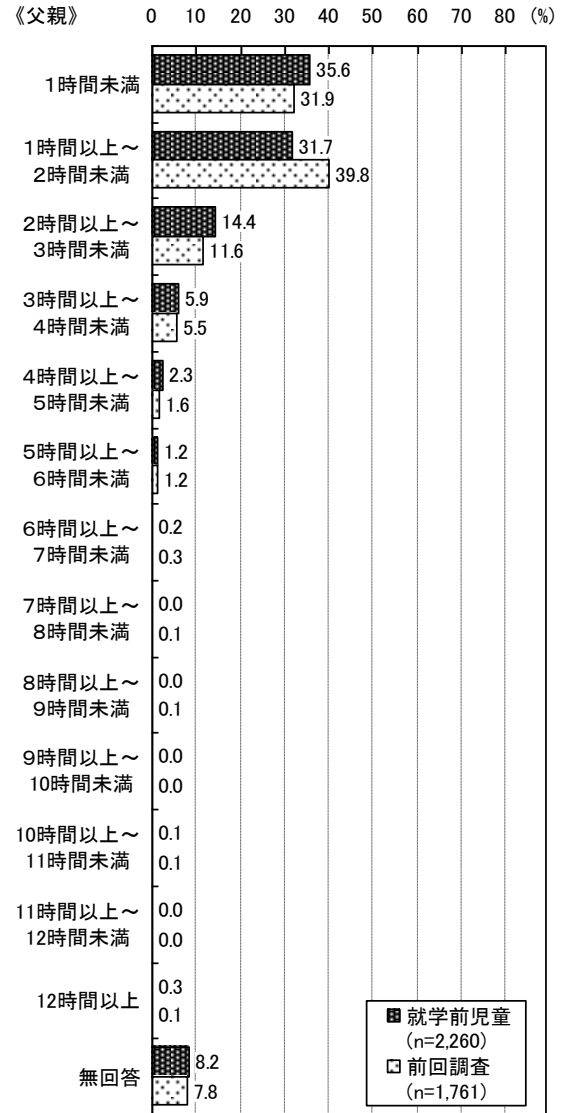 《父親》
0 10 20 30 40 50 60 70 80 (%)
1時間未満
35.6
31.9
1時間以上～
2時間未満
31.7
39.8
2時間以上～
3時間未満
14.4
11.6
3時間以上～
4時間未満
5.9
5.5
4時間以上～
5時間未満
2.3
1.6
5時間以上～
6時間未満
1.2
1.2
6時間以上～
7時間未満
0.2
0.3
7時間以上～
8時間未満
0.0
0.1
8時間以上～
9時間未満
0.0
0.1
9時間以上～
10時間未満
0.0
0.0
10時間以上～
11時間未満
0.1
0.1
11時間以上～
12時間未満
0.0
0.0
12時間以上
0.3
0.1
無回答
8.2
7.8
就学前児童
(n=2,260)
前回調査
(n=1,761)